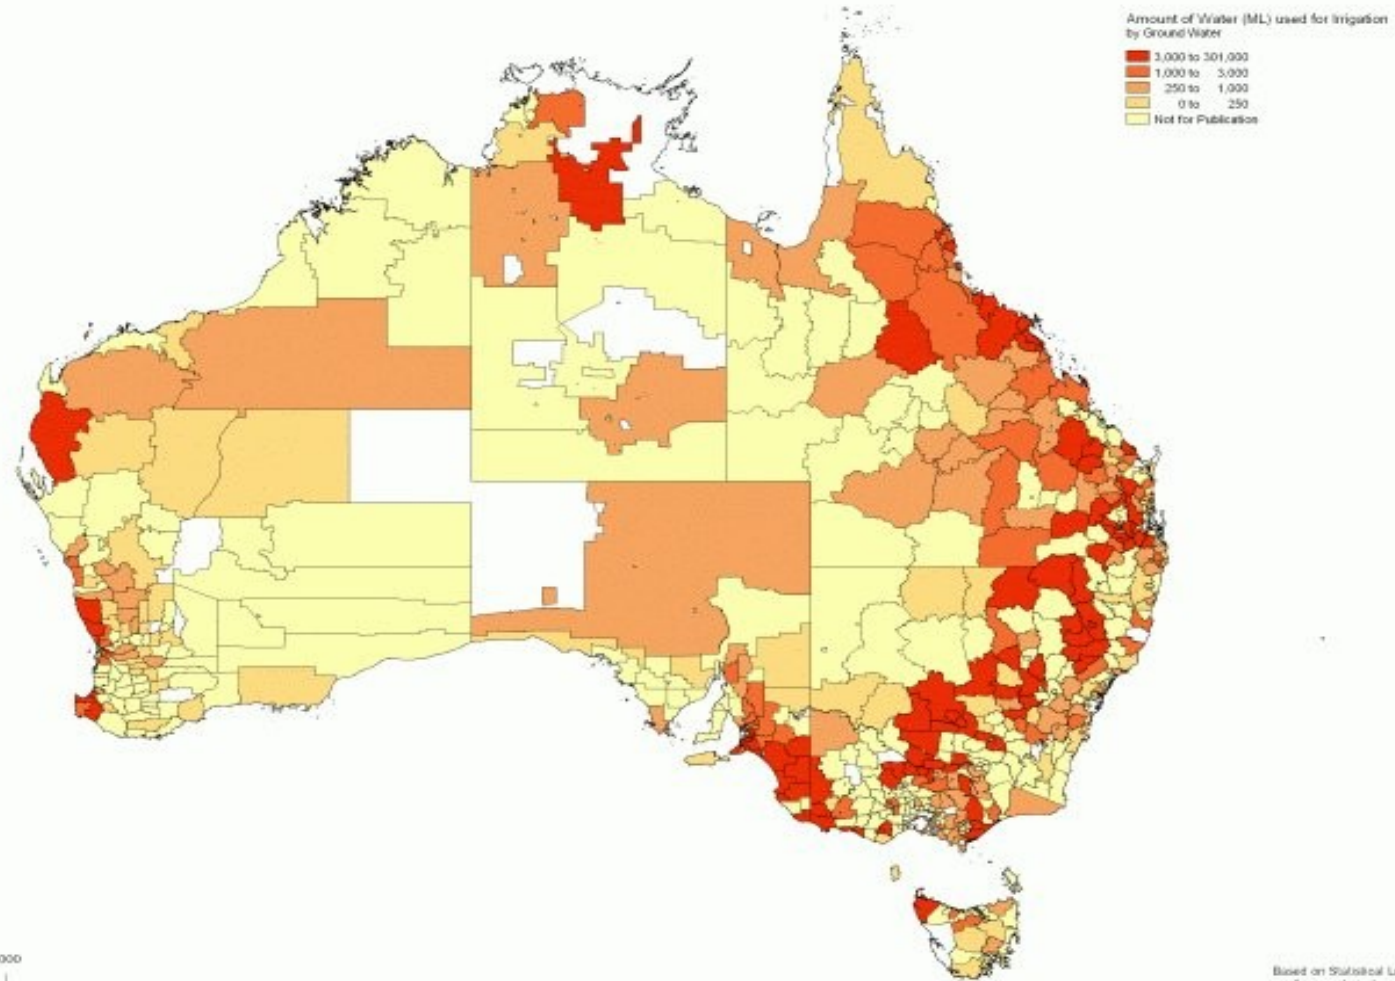 Amount of Water (ML) used for Irrigation
by Ground Water
3,000 to 301,000
1,000 to 3,000
250 to 1,000
0 to 250
Not for Publication
000
Based on Statistical L